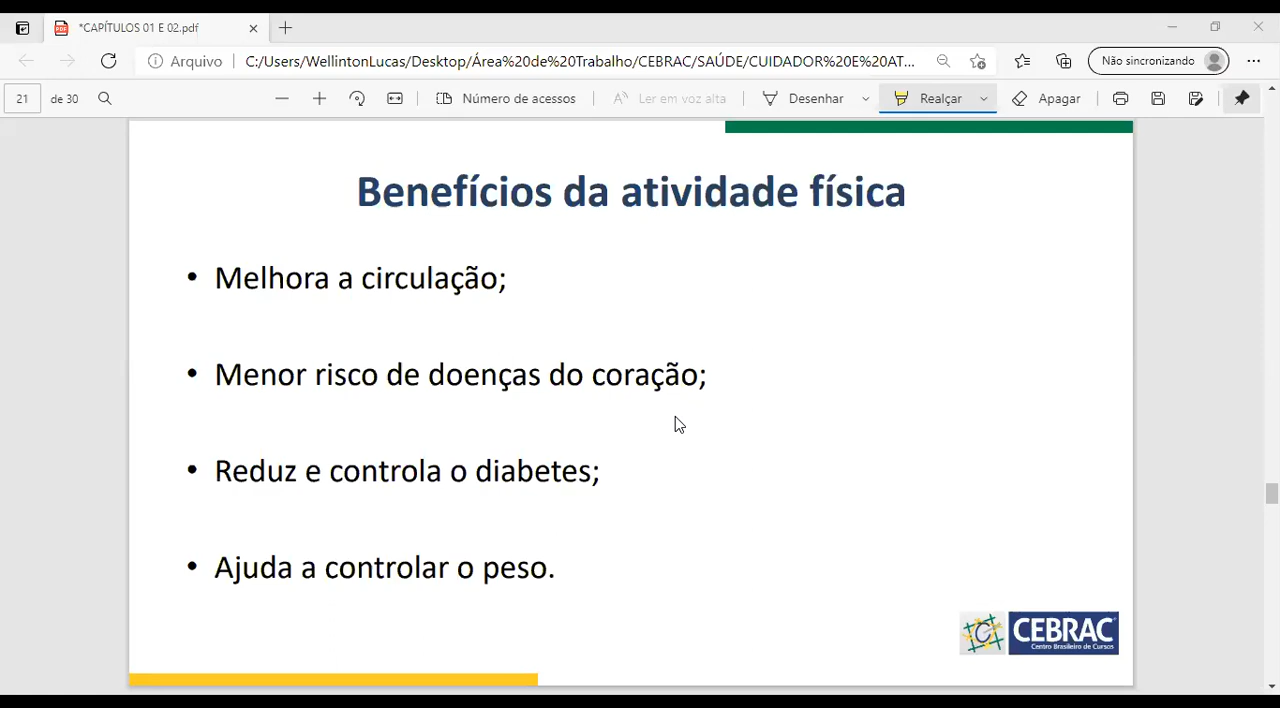 *CAPÍTULOS 01 E 02.pdf
Arquivo
C:/Users/WellintonLucas/Desktop/Área%20de%20Trabalho/CEBRAC/SAÚDE/CUIDADOR%20E%20AT...
Não sincronizando
21 de 30
Número de acessos
Ler em voz alta
Desenhar
Realçar
Apagar
Benefícios da atividade física
• Melhora a circulação;
• Menor risco de doenças do coração;
• Reduz e controla o diabetes;
• Ajuda a controlar o peso.
CEBRAC
Centro Brasileiro de Cursos